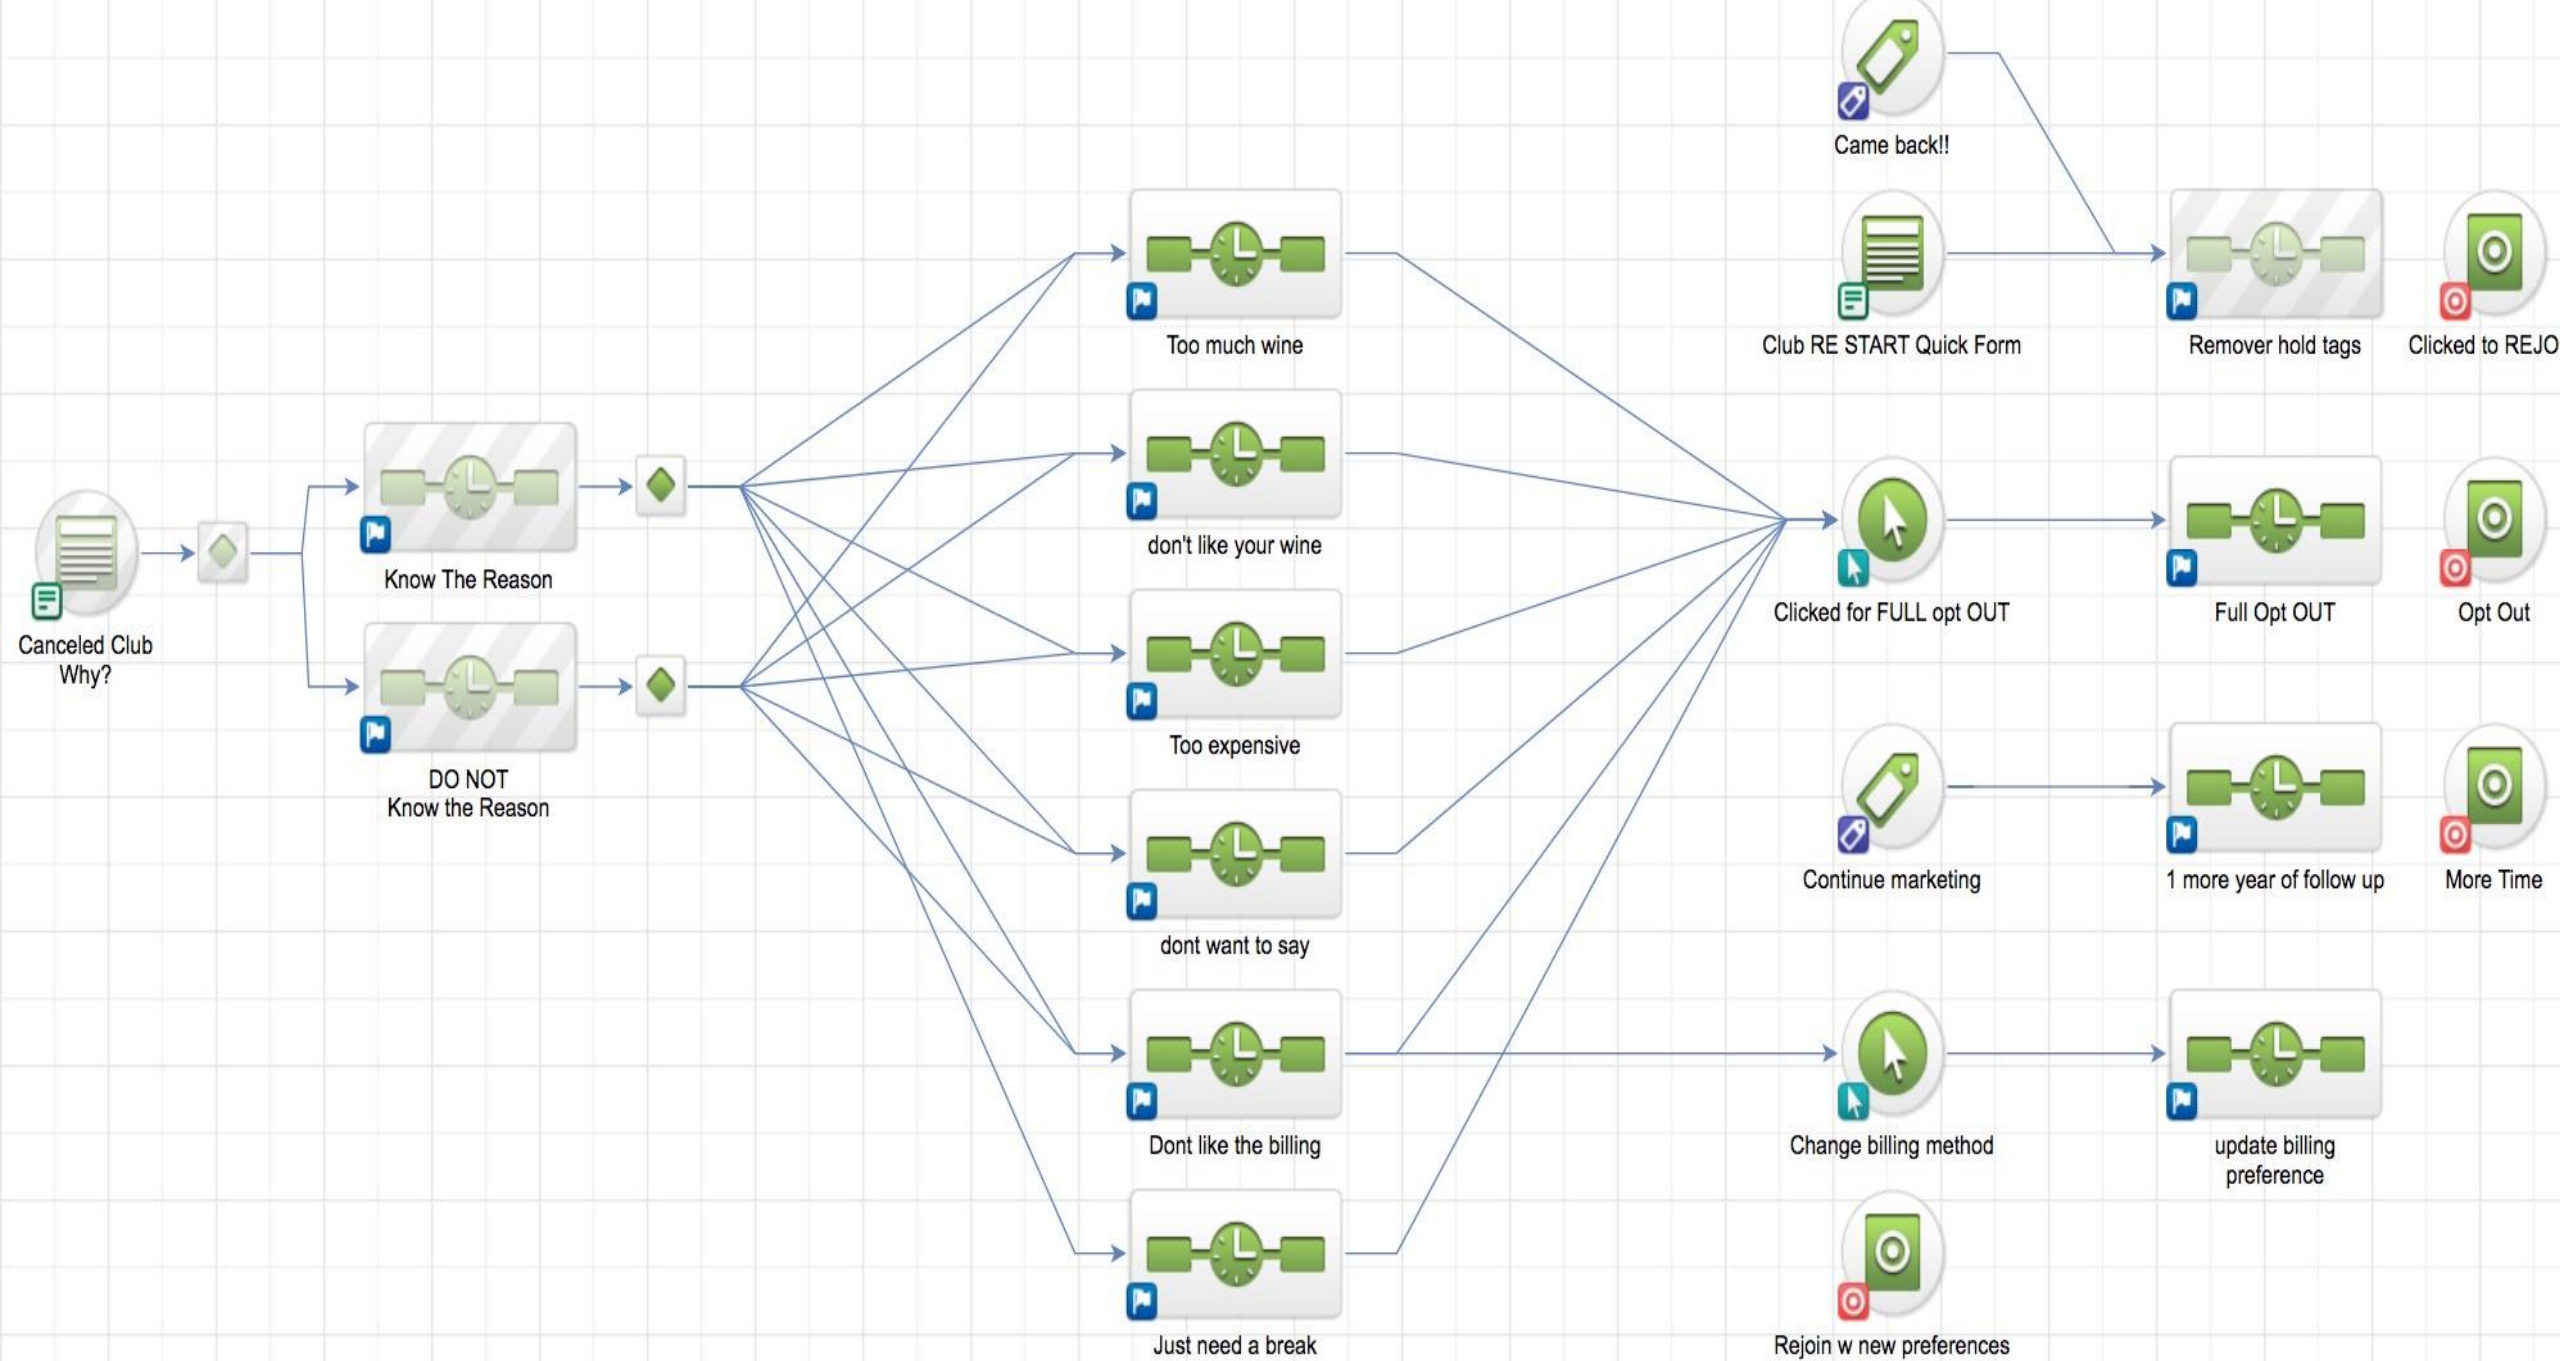 Came back!!
Too much wine
Club RE START Quick Form
Remover hold tags
Clicked to REJO
don't like your wine
Know The Reason
Canceled Club
Why?
Clicked for FULL opt OUT
Full Opt OUT
Opt Out
DO NOT
Know the Reason
Too expensive
Continue marketing
1 more year of follow up
More Time
dont want to say
Dont like the billing
Change billing method
update billing
preference
Just need a break
Rejoin w new preferences